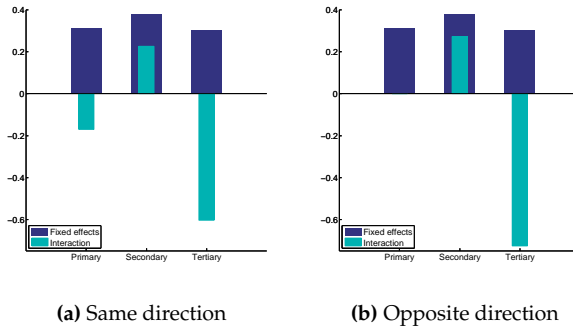 0.4
0.2
0
−0.2
−0.4
−0.6
Fixed effects
Interaction
Primary Secondary Tertiary
(a) Same direction
0.4
0.2
0
−0.2
−0.4
−0.6
Fixed effects
Interaction
Primary Secondary Tertiary
(b) Opposite direction